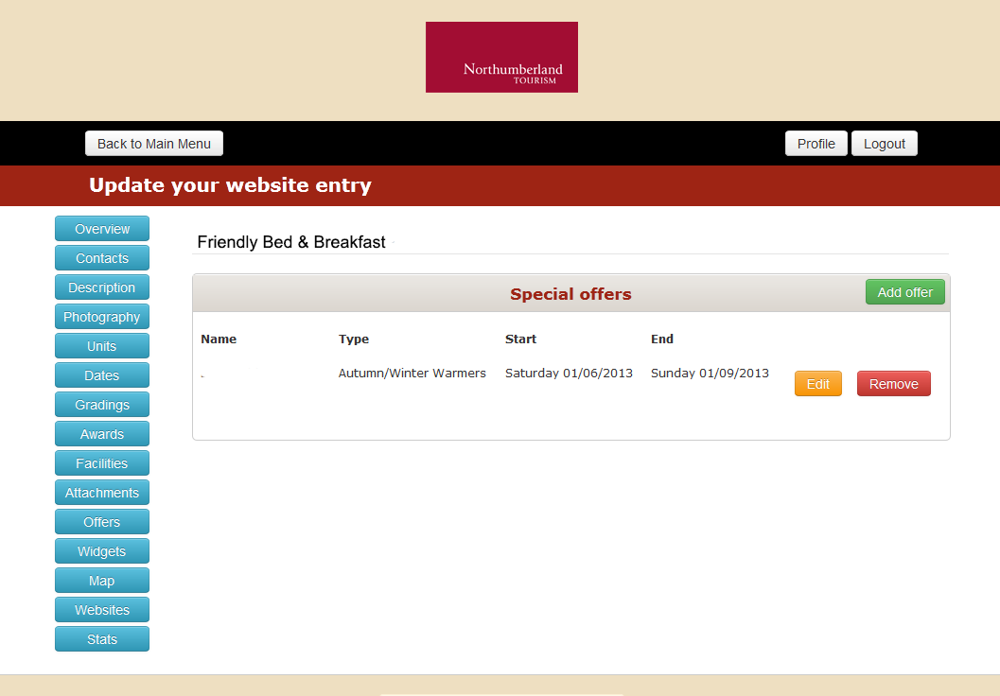 Northumberland
TOURISM
Back to Main Menu
Profile
Logout
Update your website entry
Overview
Contacts
Description
Photography
Units
Dates
Gradings
Awards
Facilities
Attachments
Offers
Widgets
Map
Websites
Stats
Friendly Bed & Breakfast
Special offers
Add offer
Name Type Start End
Autumn/Winter Warmers Saturday 01/06/2013 Sunday 01/09/2013 Edit Remove